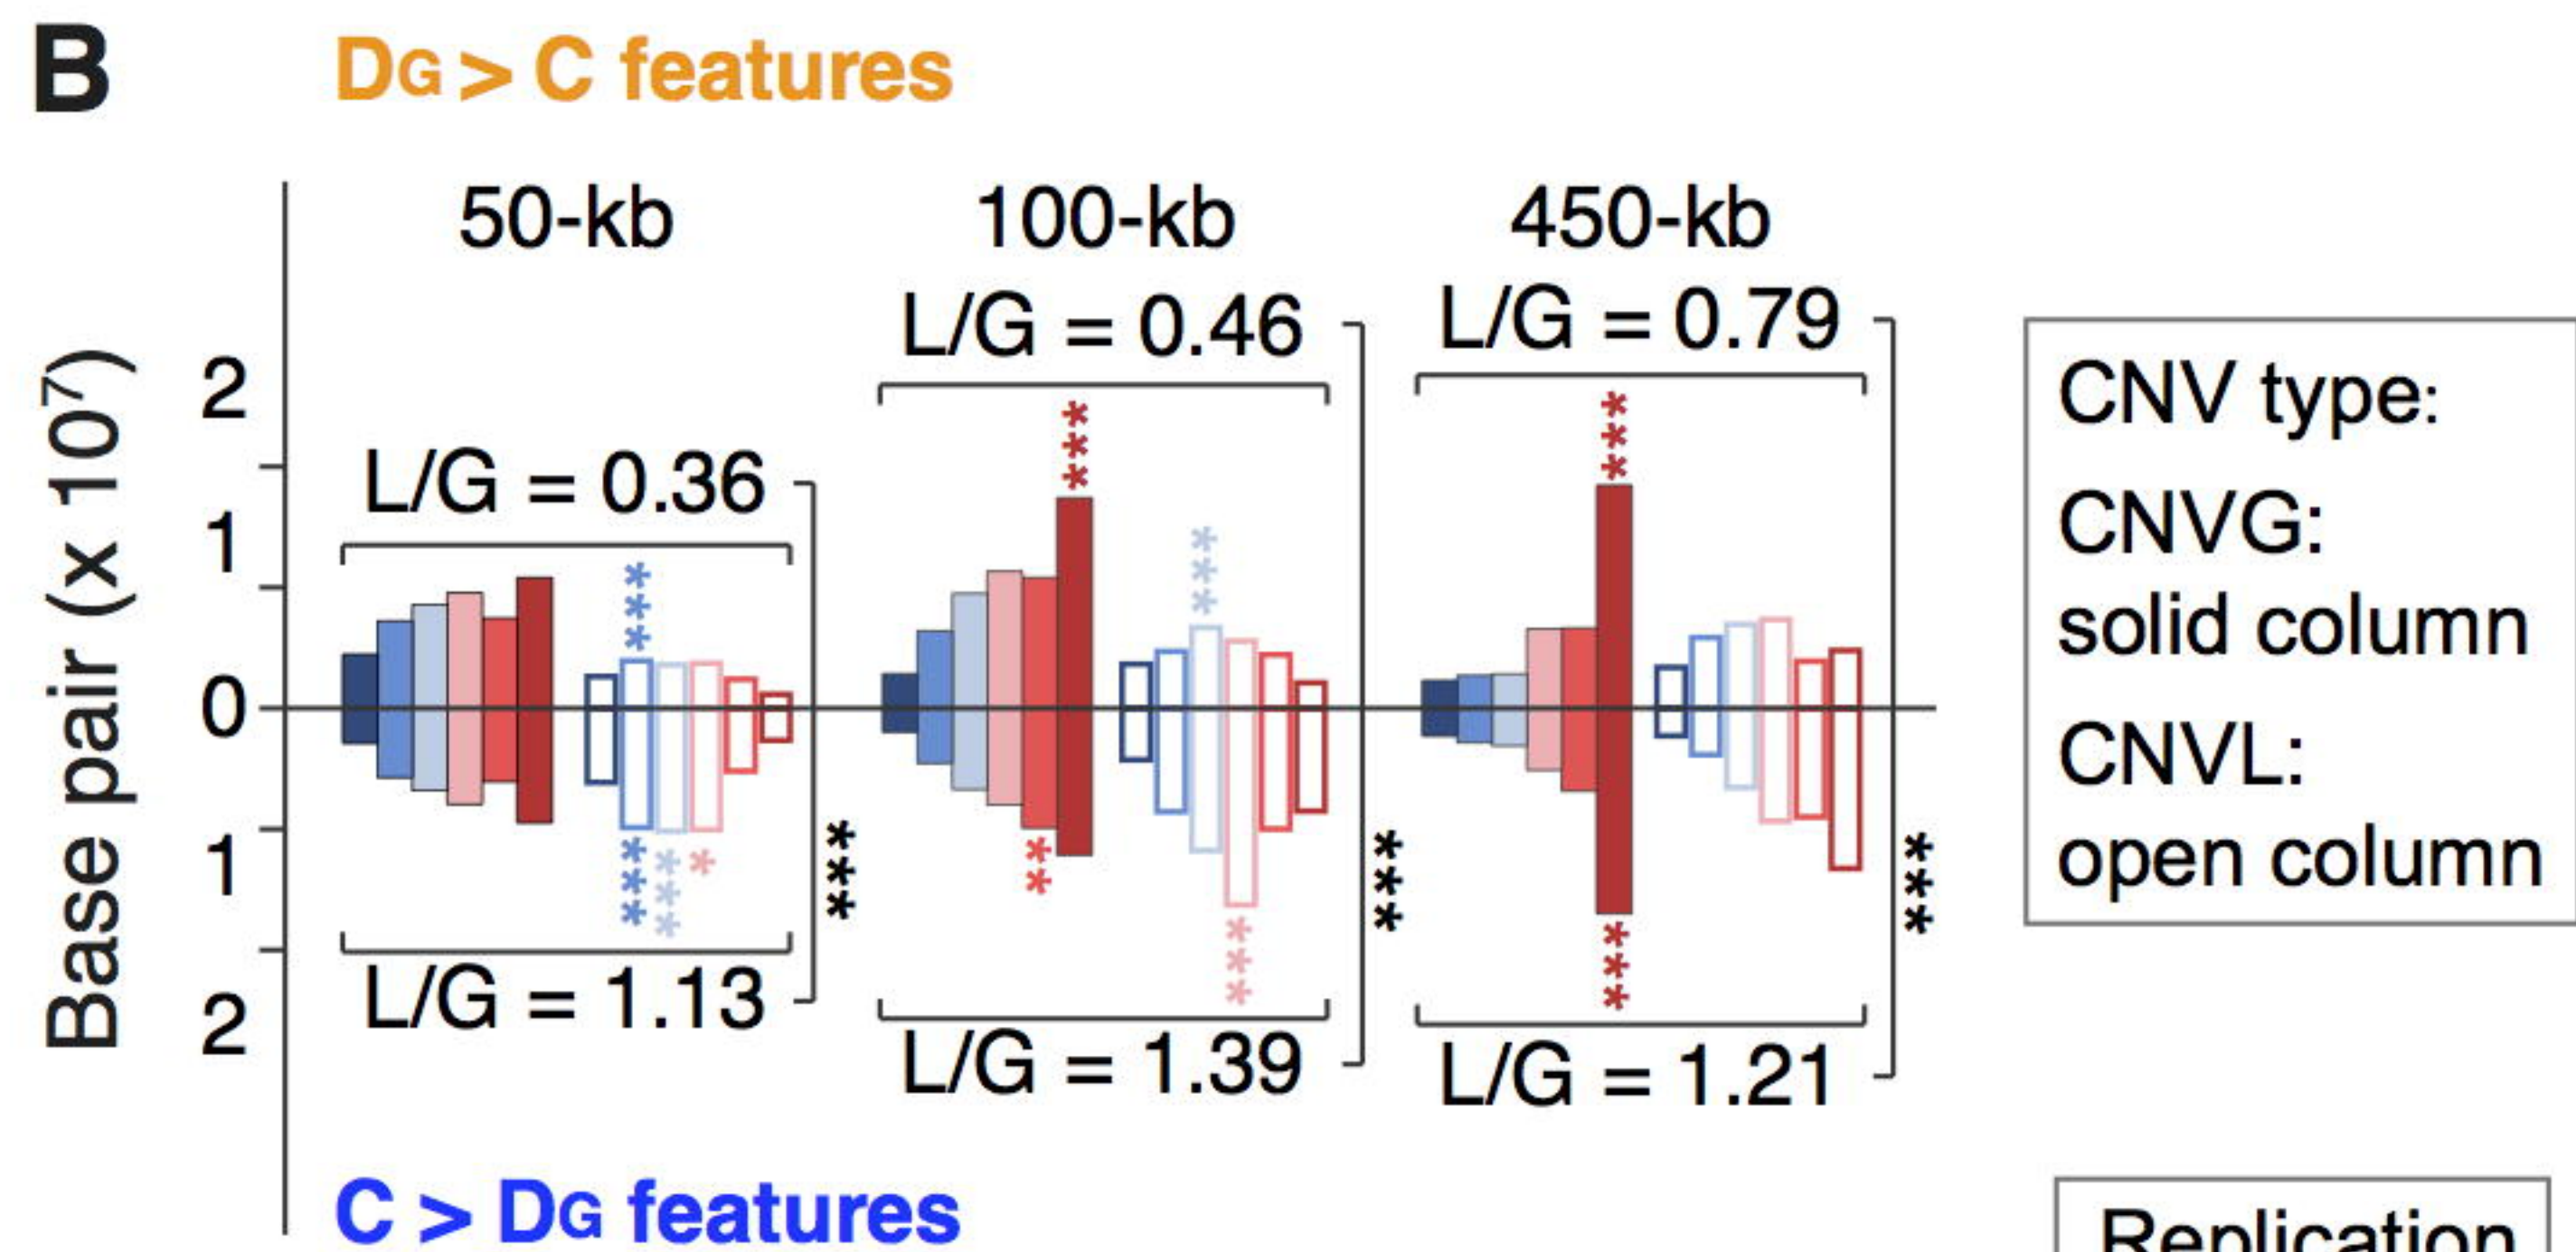 B
DG > C features
50-kb
100-kb
450-kb
L/G = 0.46
L/G = 0.79
L/G = 0.36
***
***
***
***
Base pair (x 10⁷)
2
1
0
1
2
***
***
*
**
***
***
***
***
***
L/G = 1.13
L/G = 1.39
L/G = 1.21
C > DG features
CNV type:
CNVG:
solid column
CNVL:
open column
Replication